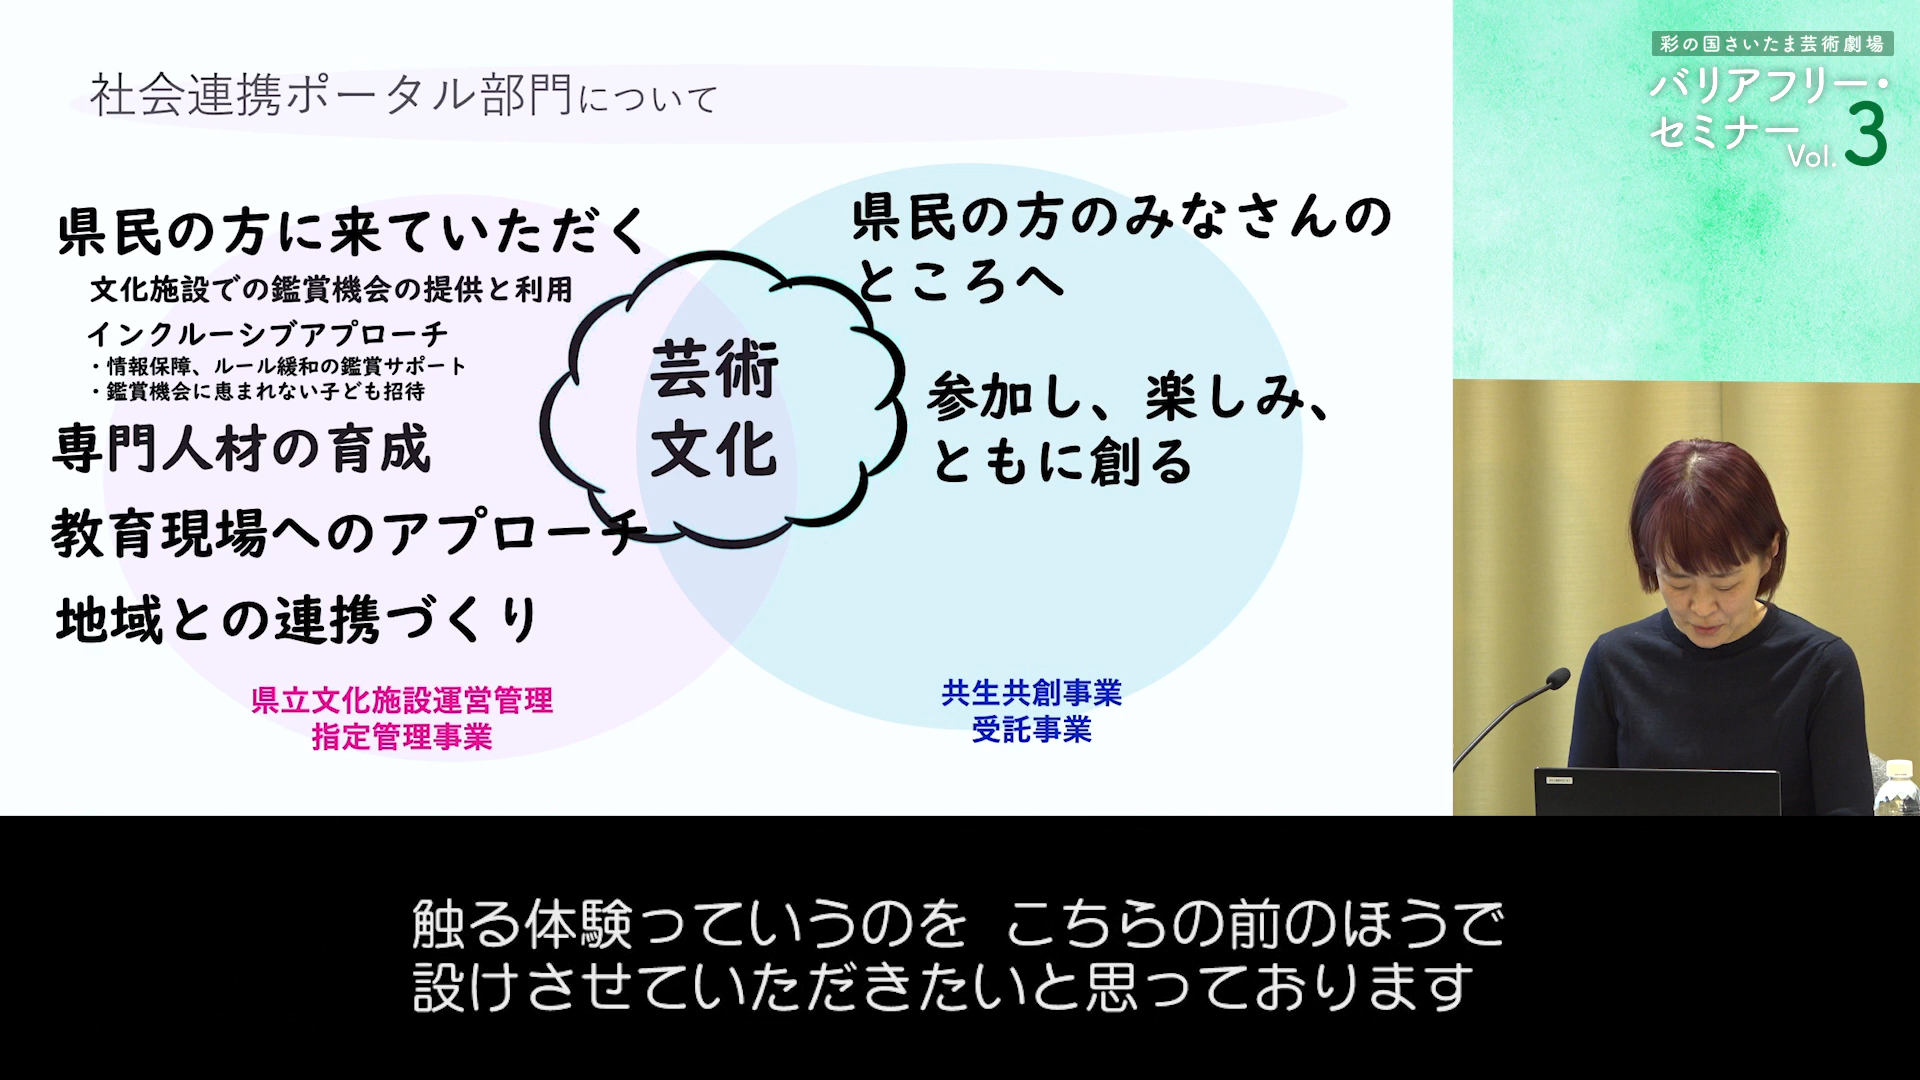 社会連携ポータル部門について
県民の方に来ていただく
文化施設での鑑賞機会の提供と利用
インクルーシブアプローチ
・情報保障、ルール緩和の鑑賞サポート
・鑑賞機会に恵まれない子ども招待
専門人材の育成
教育現場へのアプローチ
地域との連携づくり
県立文化施設運営管理
指定管理事業
芸術
文化
県民の方のみなさんの
ところへ
参加し、楽しみ、
ともに創る
共生共創事業
受託事業
彩の国さいたま芸術劇場
バリアフリー・
セミナー
Vol.3
触る体験っていうのを こちらの前のほうで
設けさせていただきたいと思っております